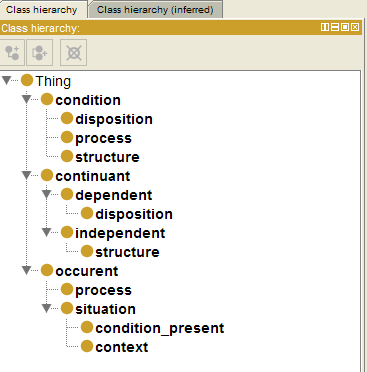 Class hierarchy Class hierarchy (inferred)
Class hierarchy:
Thing
condition
disposition
process
structure
continuant
dependent
disposition
independent
structure
occurent
process
situation
condition_present
context